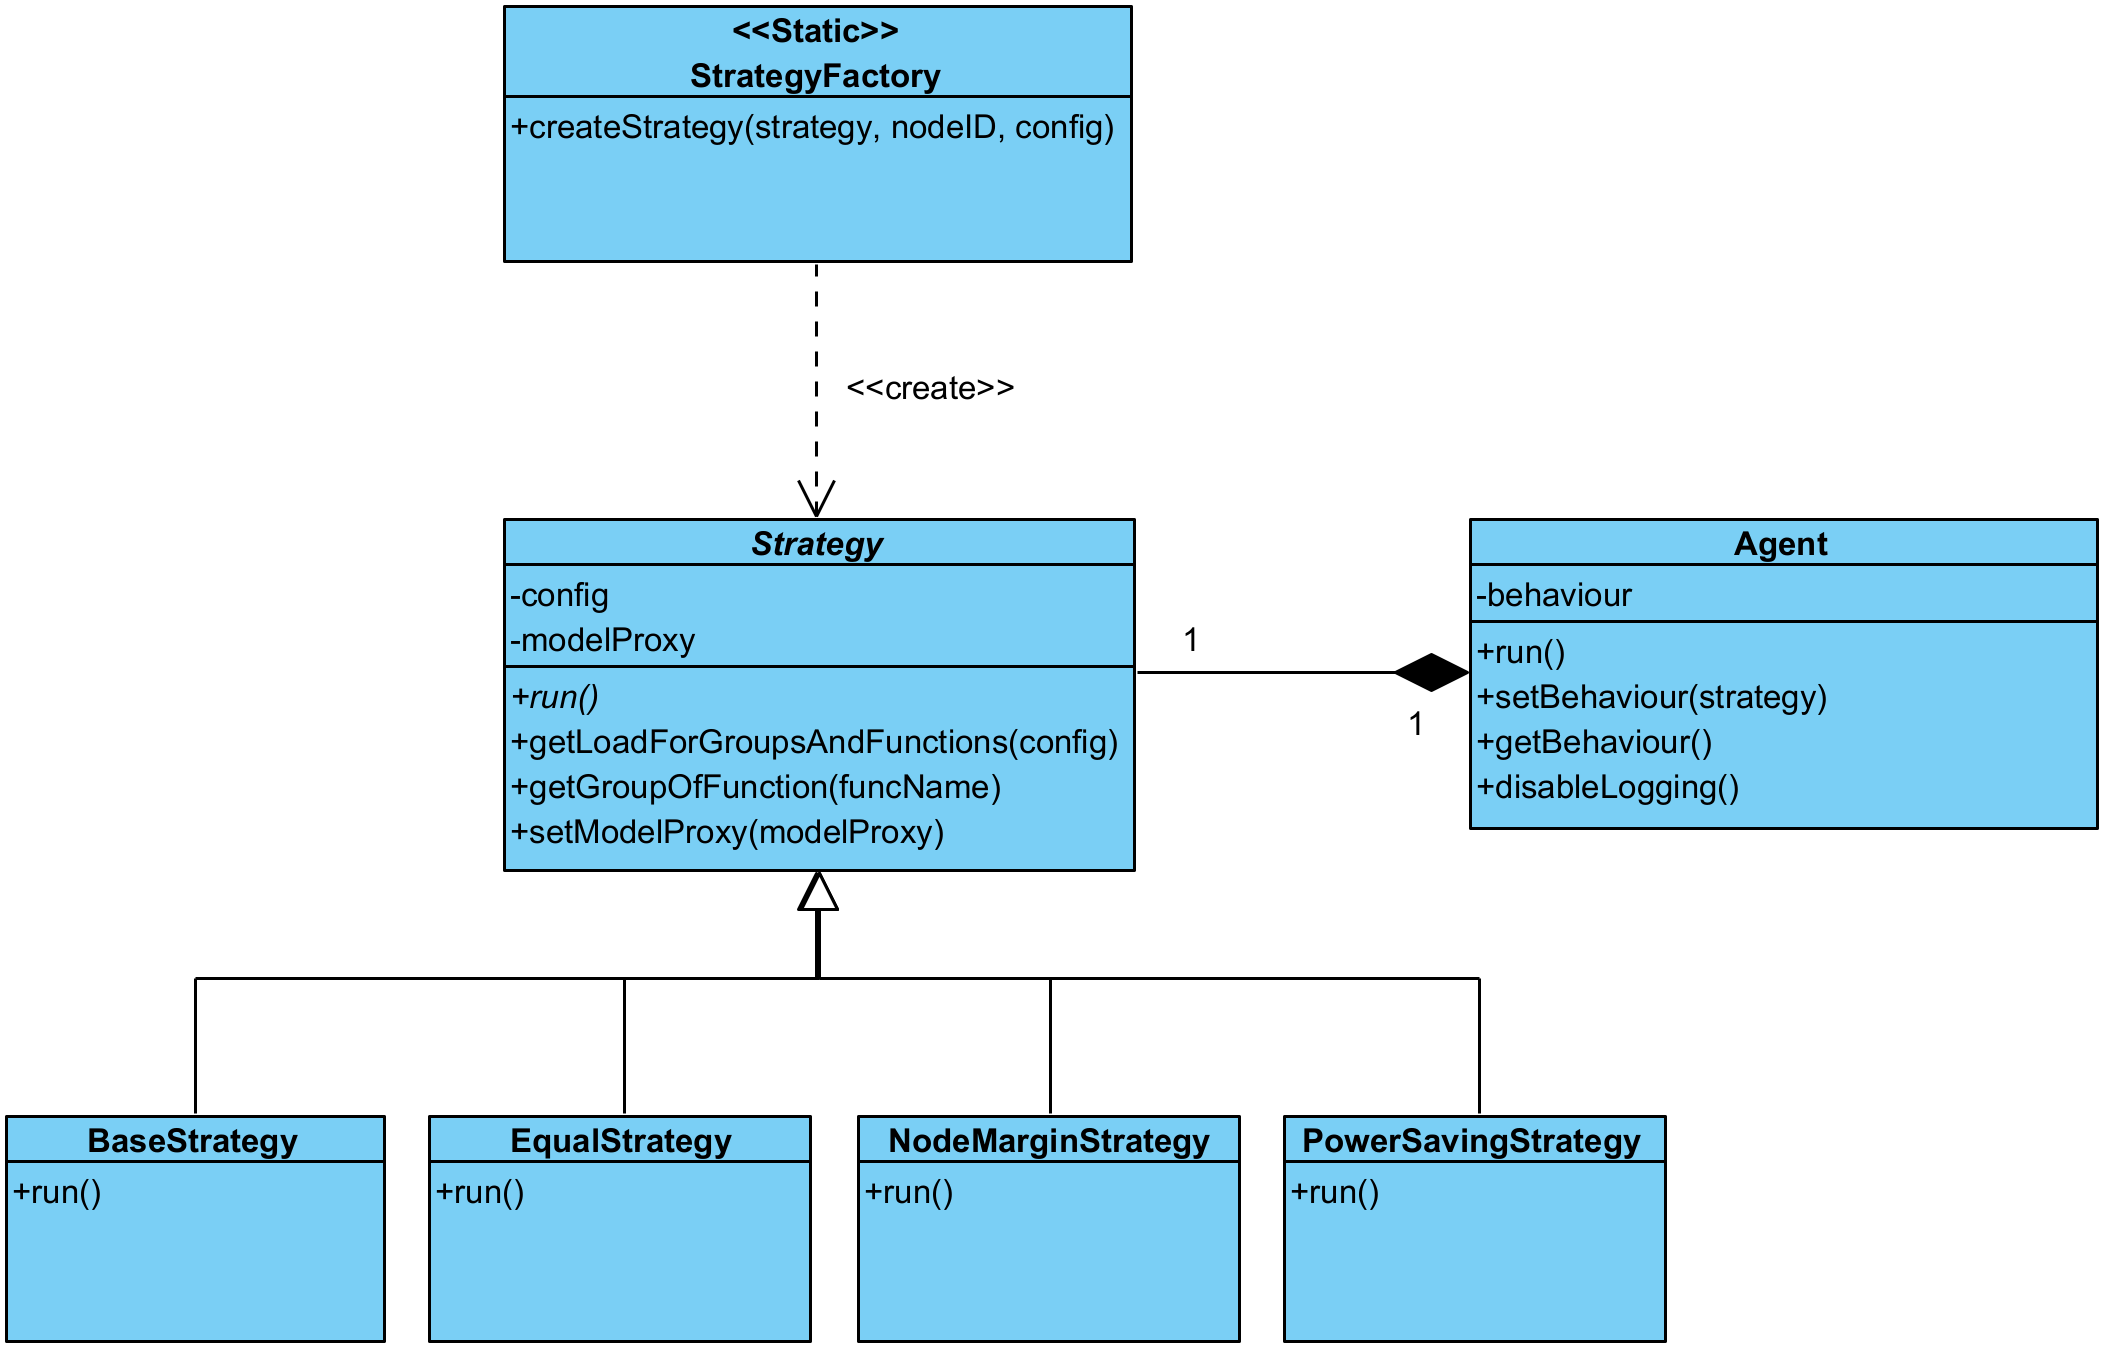 <<Static>>
StrategyFactory
+createStrategy(strategy, nodeID, config)
<<create>>
Strategy
-config
-modelProxy
+run()
+getLoadForGroupsAndFunctions(config)
+getGroupOfFunction(funcName)
+setModelProxy(modelProxy)
1
1
Agent
-behaviour
+run()
+setBehaviour(strategy)
+getBehaviour()
+disableLogging()
BaseStrategy
+run()
EqualStrategy
+run()
NodeMarginStrategy
+run()
PowerSavingStrategy
+run()